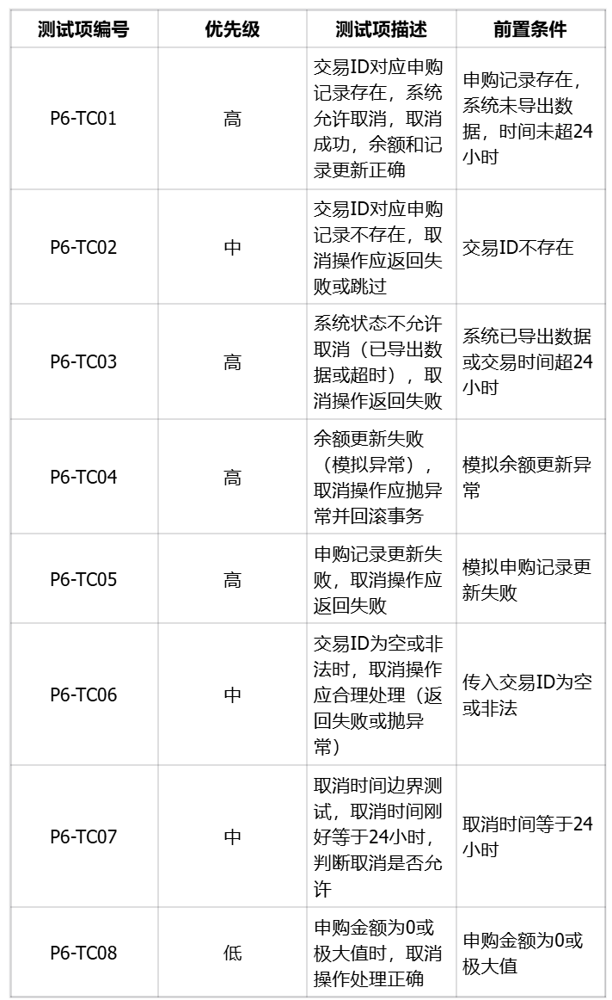 测试项编号 优先级 测试项描述 前置条件
P6-TC01
高
交易ID对应申购
记录存在，系统
允许取消，取消
成功，余额和记
录更新正确
申购记录存在，
系统未导出数
据，时间未超24
小时
P6-TC02
中
交易ID对应申购
记录不存在，取
消操作应返回失
败或跳过
交易ID不存在
P6-TC03
高
系统状态不允许
取消（已导出数
据或超时），取
消操作返回失败
系统已导出数据
或交易时间超24
小时
P6-TC04
高
余额更新失败
（模拟异常），
取消操作应抛异
常并回滚事务
模拟余额更新异
常
P6-TC05
高
申购记录更新失
败，取消操作应
返回失败
模拟申购记录更
新失败
P6-TC06
中
交易ID为空或非
法时，取消操作
应合理处理（返
回失败或抛异
常）
传入交易ID为空
或非法
P6-TC07
中
取消时间边界测
试，取消时间刚
好等于24小时，
判断取消是否允
许
取消时间等于24
小时
P6-TC08
低
申购金额为0或
极大值时，取消
操作处理正确
申购金额为0或
极大值